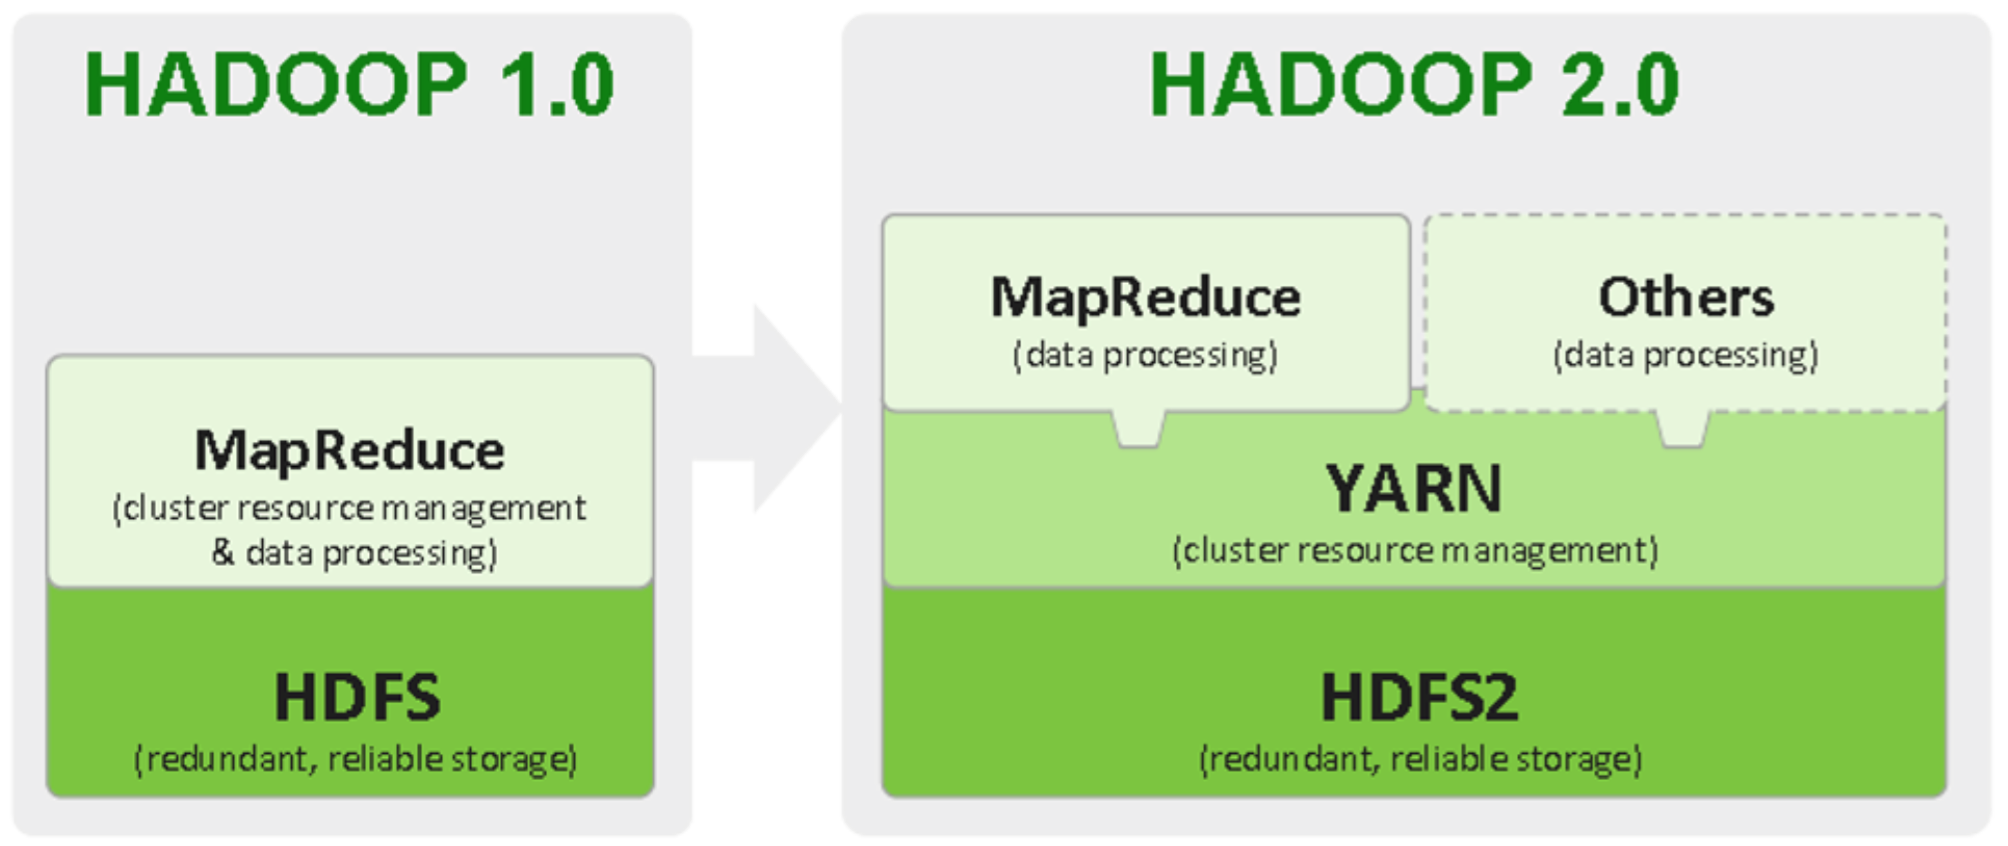 HADOOP 1.0
MapReduce
(cluster resource management
& data processing)
HDFS
(redundant, reliable storage)
HADOOP 2.0
MapReduce
(data processing)
Others
(data processing)
YARN
(cluster resource management)
HDFS2
(redundant, reliable storage)